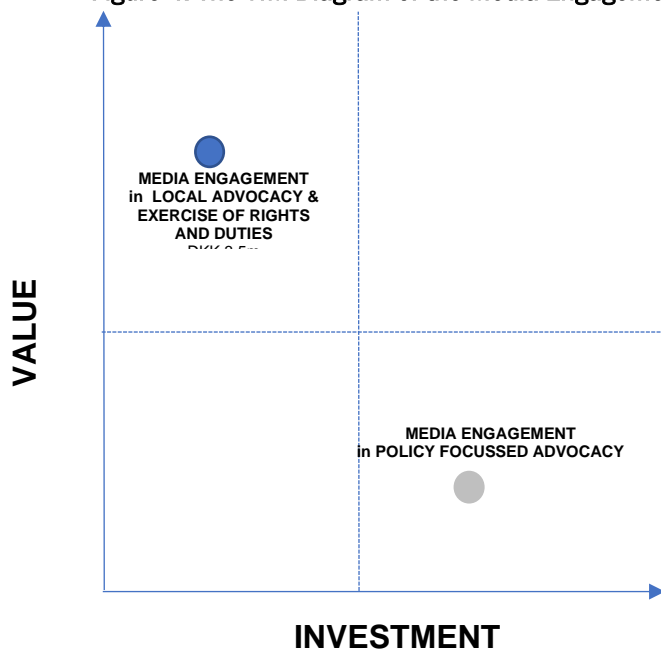 MEDIA ENGAGEMENT
in LOCAL ADVOCACY &
EXERCISE OF RIGHTS
AND DUTIES
VALUE
MEDIA ENGAGEMENT
in POLICY FOCUSSED ADVOCACY
INVESTMENT